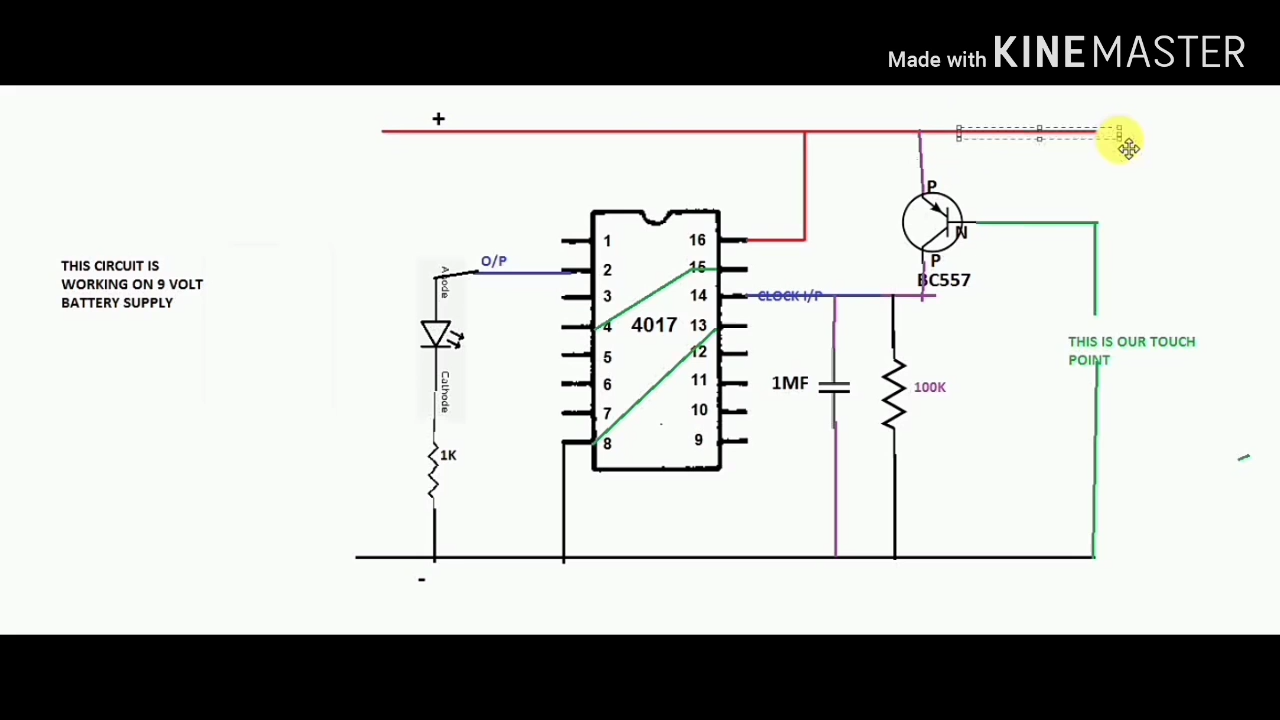 Made with KINEMASTER
+
P
N
P
BC557
THIS CIRCUIT IS
WORKING ON 9 VOLT
BATTERY SUPPLY
O/P
Anode
Cathode
1K
1
2
3
4
5
6
7
8
4017
16
15
14
13
12
11
10
9
CLOCK I/P
1MF
100K
THIS IS OUR TOUCH
POINT
-